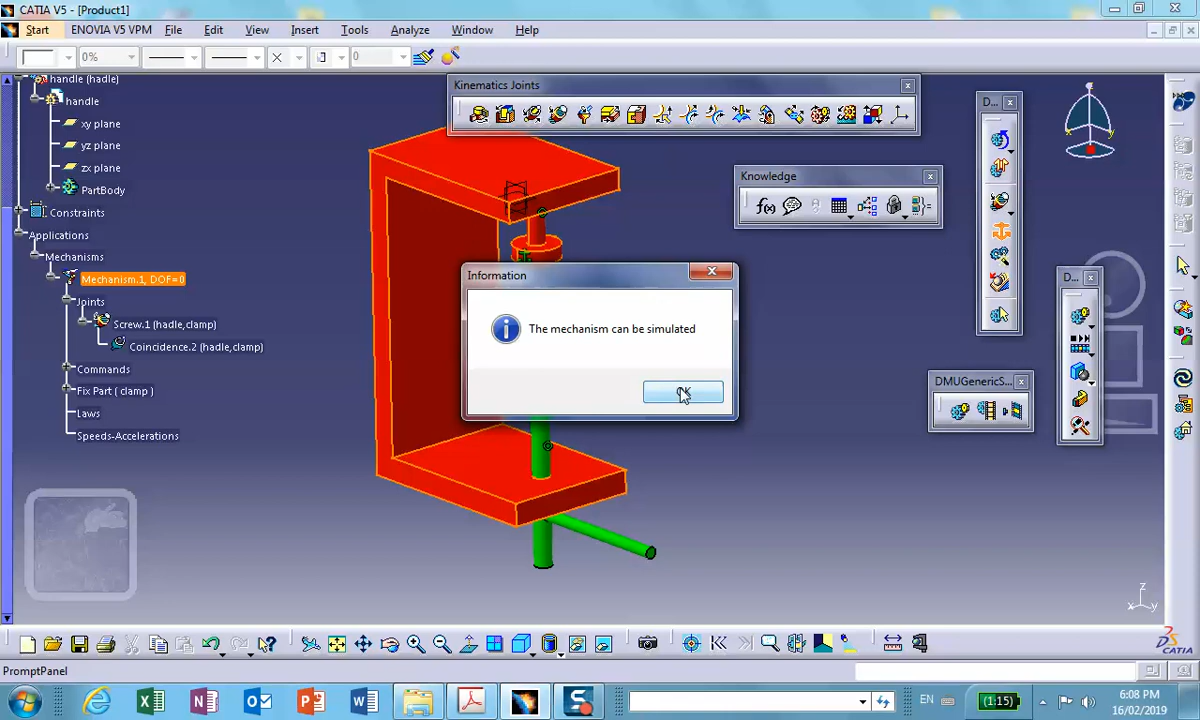 CATIA V5 - [Product1]
Start ENOVIA V5 VPM File Edit View Insert Tools Analyze Window Help
0% 0
handle (hadle)
handle
xy plane
yz plane
zx plane
PartBody
Constraints
Applications
Mechanisms
Mechanism.1, DOF=0
Joints
Screw.1 (hadle,clamp)
Coincidence.2 (hadle,clamp)
Commands
Fix Part ( clamp )
Laws
Speeds-Accelerations
Kinematics Joints
Knowledge
f(x)
D...
D...
DMUGenericS...
Information
The mechanism can be simulated
OK
z
x y
CATIA
PromptPanel
EN (1:15) 6:08 PM
16/02/2019